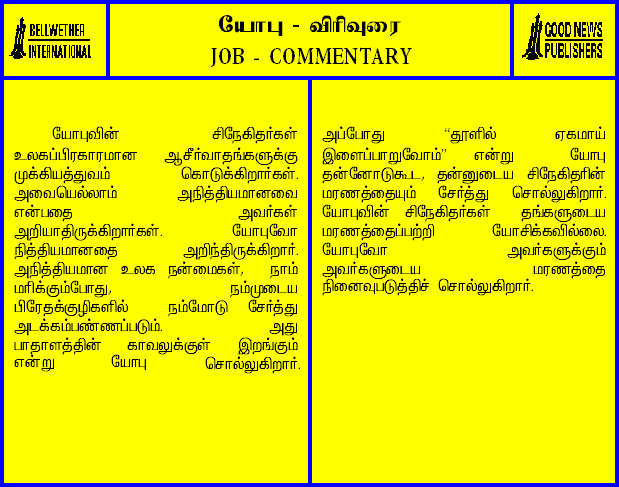 BELLWETHER
INTERNATIONAL
யோபு - விரிவுரை
JOB - COMMENTARY
GOOD NEWS
PUBLISHERS
யோபுவின் சிநேகிதர்கள்
உலகப்பிரகாரமான ஆசீர்வாதங்களுக்கு
முக்கியத்துவம் கொடுக்கிறார்கள்.
அவையெல்லாம் அநித்தியமானவை
என்பதை அவர்கள்
அறியாதிருக்கிறார்கள். யோபுவோ
நித்தியமானதை அறிந்திருக்கிறார்.
அநித்தியமான உலக நன்மைகள், நாம்
மரிக்கும்போது, நம்முடைய
பிரேதக்குழிகளில் நம்மோடு சேர்த்து
அடக்கம்பண்ணப்படும். அது
பாதாளத்தின் காவலுக்குள் இறங்கும்
என்று யோபு சொல்லுகிறார்.
அப்போது “தூளில் ஏகமாய்
இளைப்பாறுவோம்” என்று யோபு
தன்னோடுகூட, தன்னுடைய சிநேகிதரின்
மரணத்தையும் சேர்த்து சொல்லுகிறார்.
யோபுவின் சிநேகிதர்கள் தங்களுடைய
மரணத்தைப்பற்றி யோசிக்கவில்லை.
யோபுவோ அவர்களுக்கும்
அவர்களுடைய மரணத்தை
நினைவுபடுத்திச் சொல்லுகிறார்.